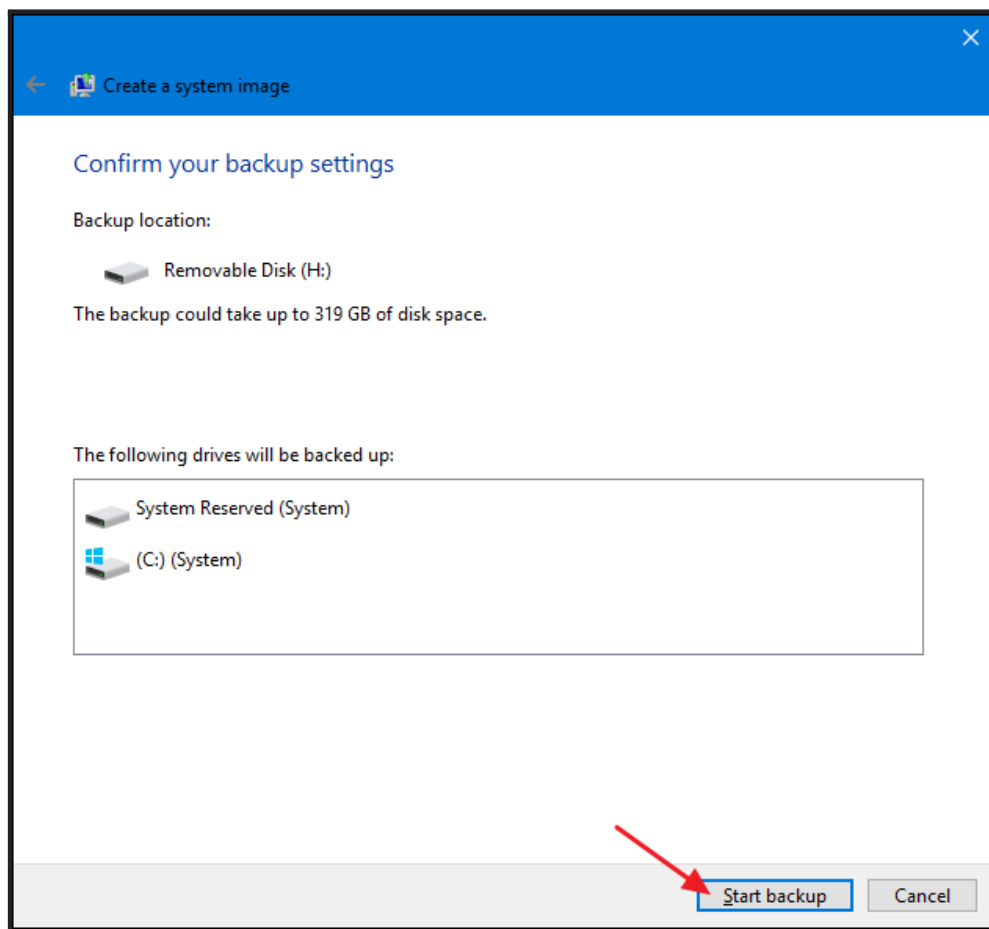 Create a system image
Confirm your backup settings
Backup location:
Removable Disk (H:)
The backup could take up to 319 GB of disk space.
The following drives will be backed up:
System Reserved (System)
(C:) (System)
Start backup
Cancel